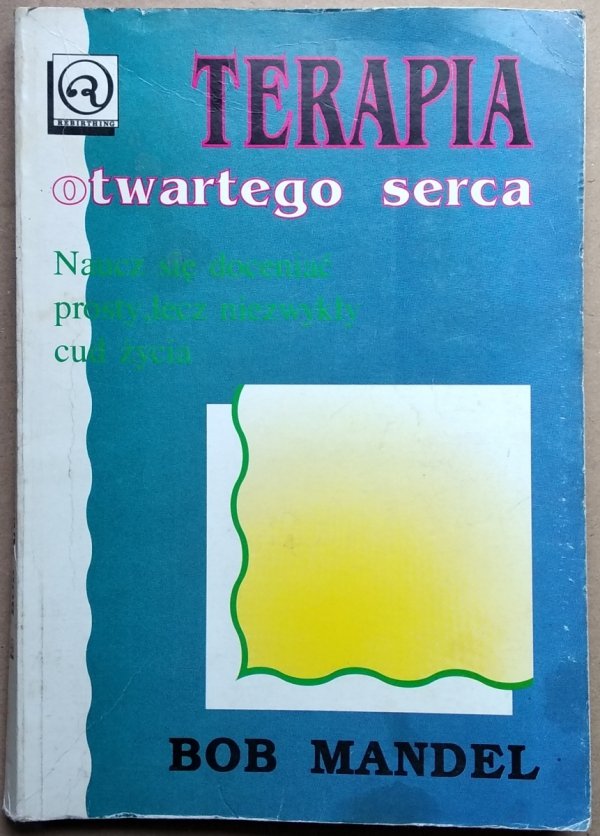 REBIRTHING
TERAPIA
otwartego serca
Naucz się doceniać
prosty,lecz niezwykły
cud życia
BOB MANDEL